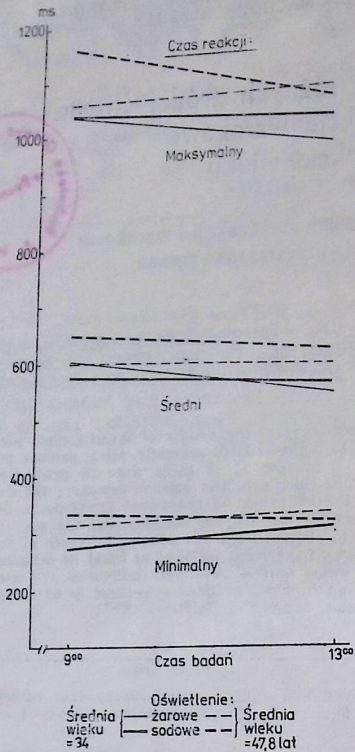 ms
1200
Czas reakcji:
1000
Maksymalny
800
600
Średni
400
Minimalny
200
9⁰⁰
Czas badań
13⁰⁰
Oświetlenie:
Średnia wieku =34
żarowe
sodowe
Średnia wieku =47,8 lat